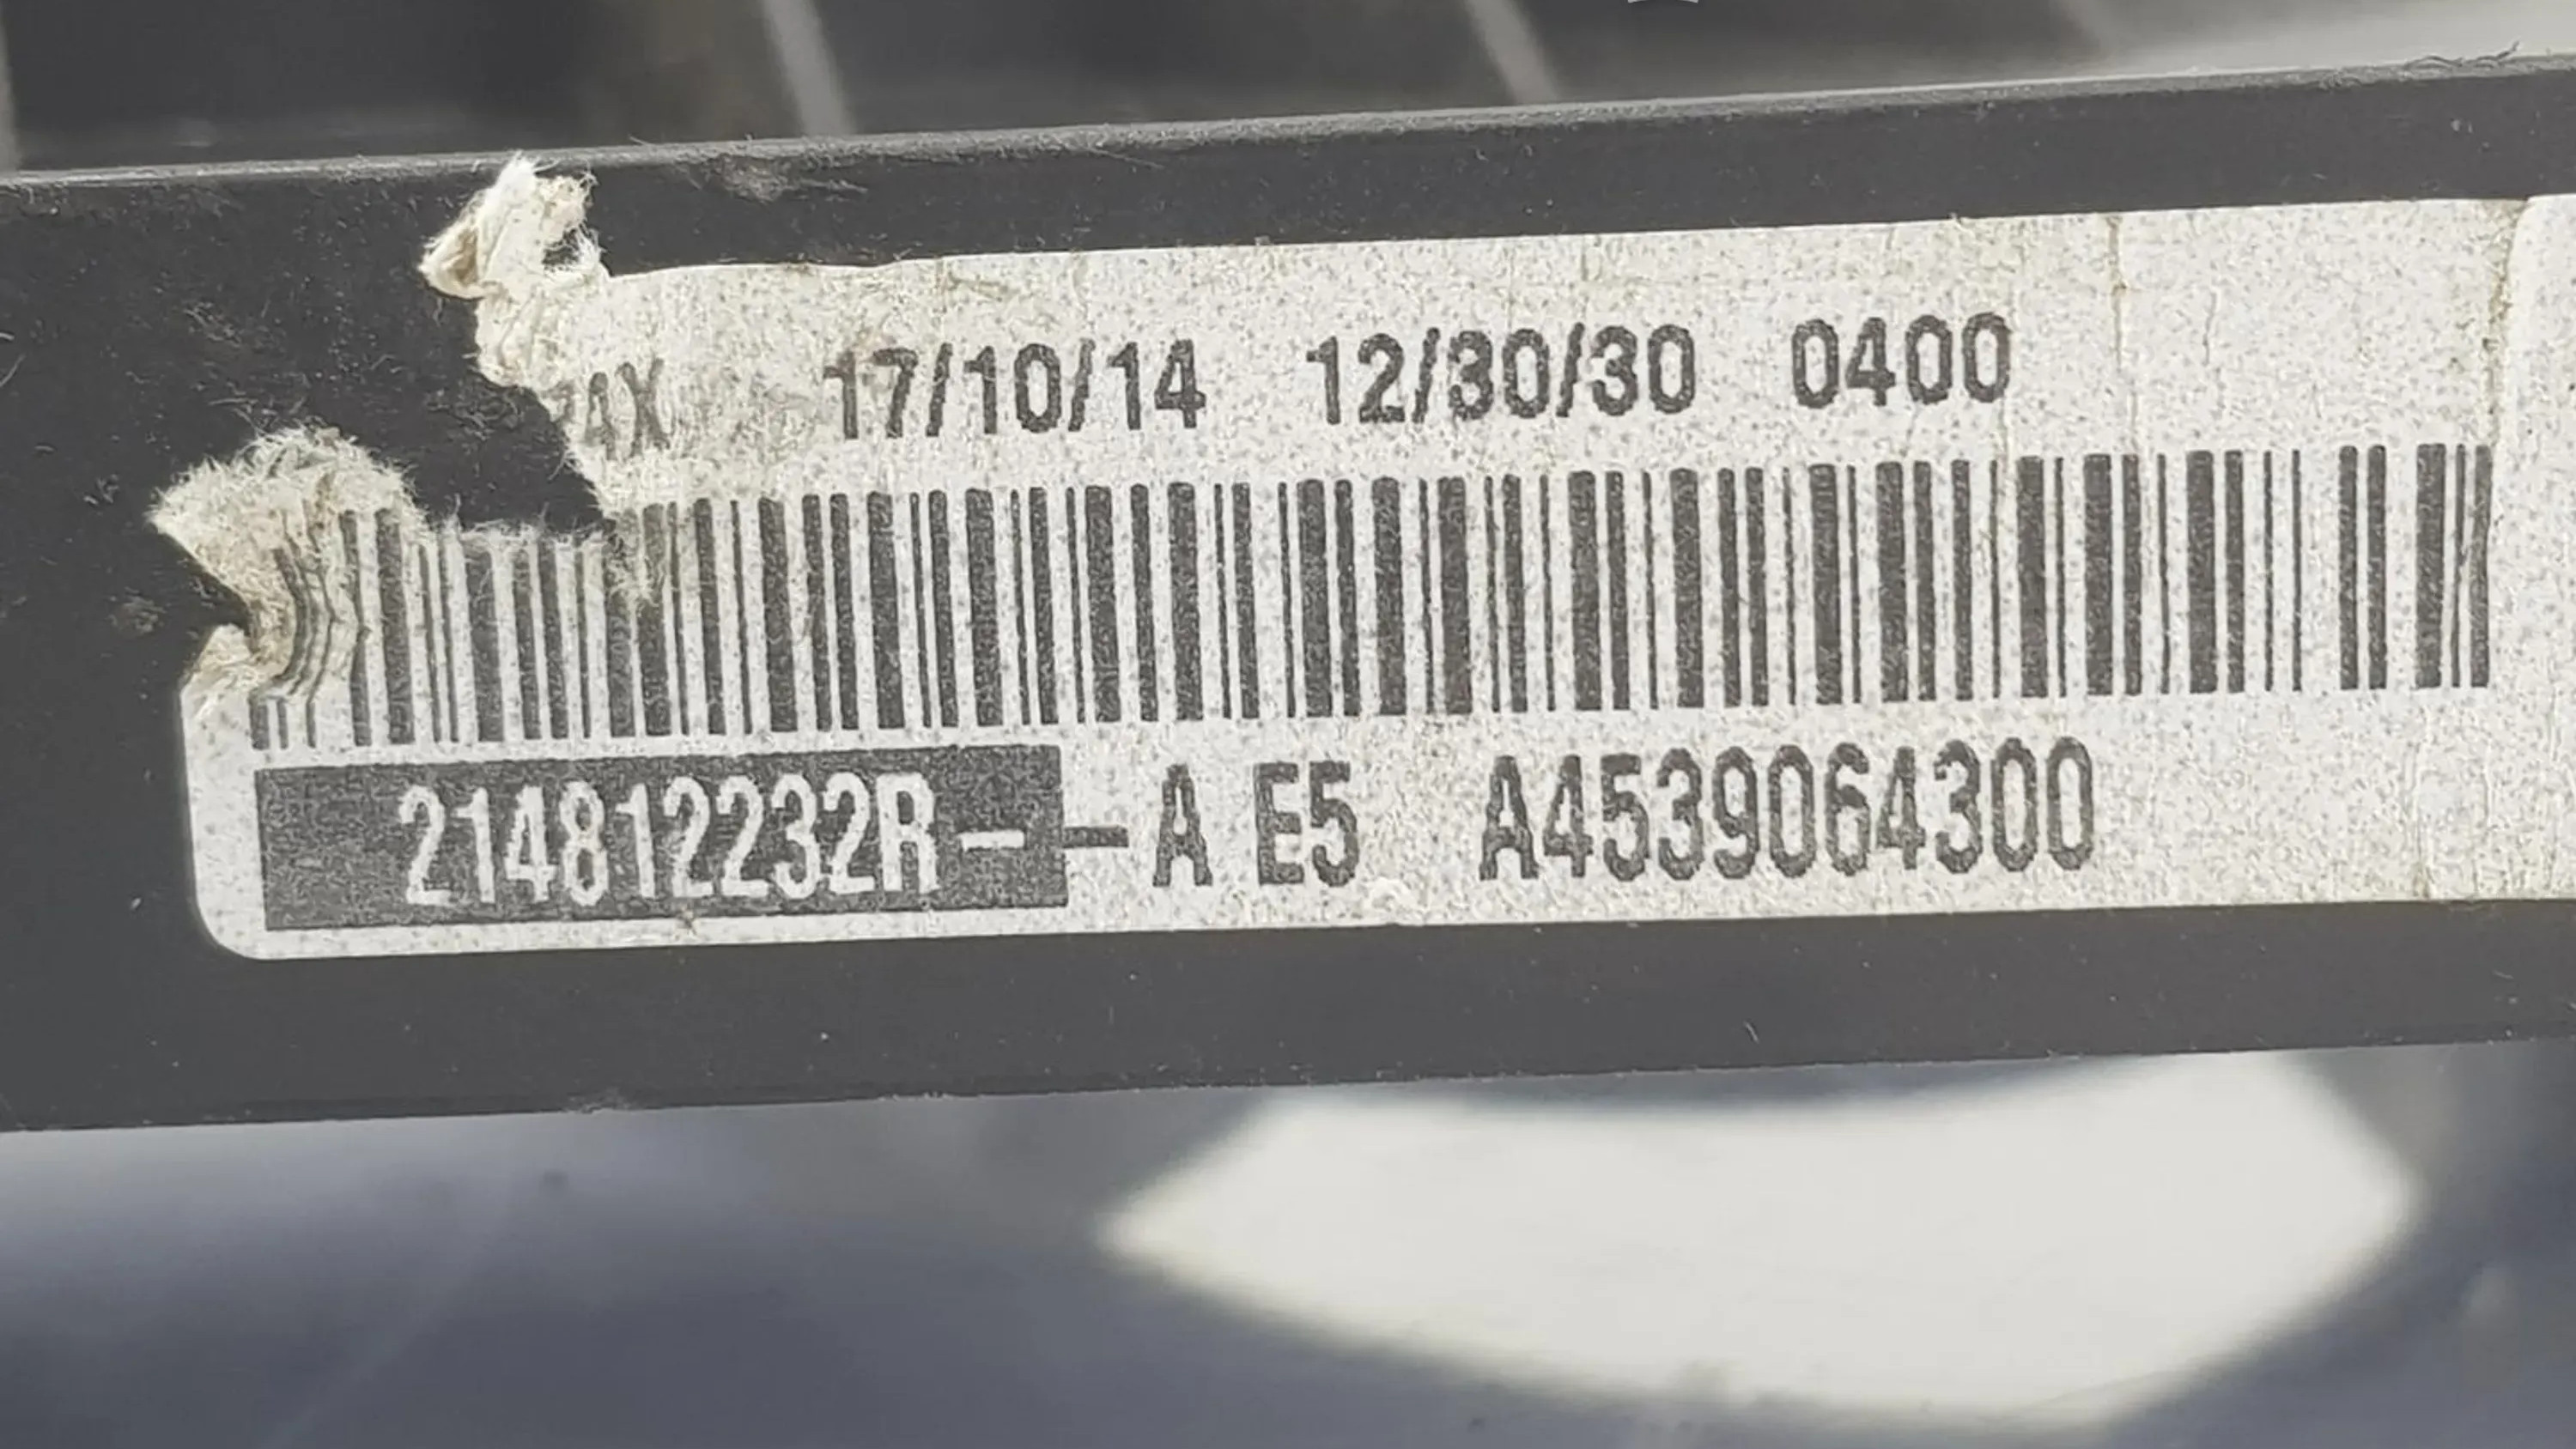 4X 17/10/14 12/30/30 0400
214812232R- -A E5 A4539064300